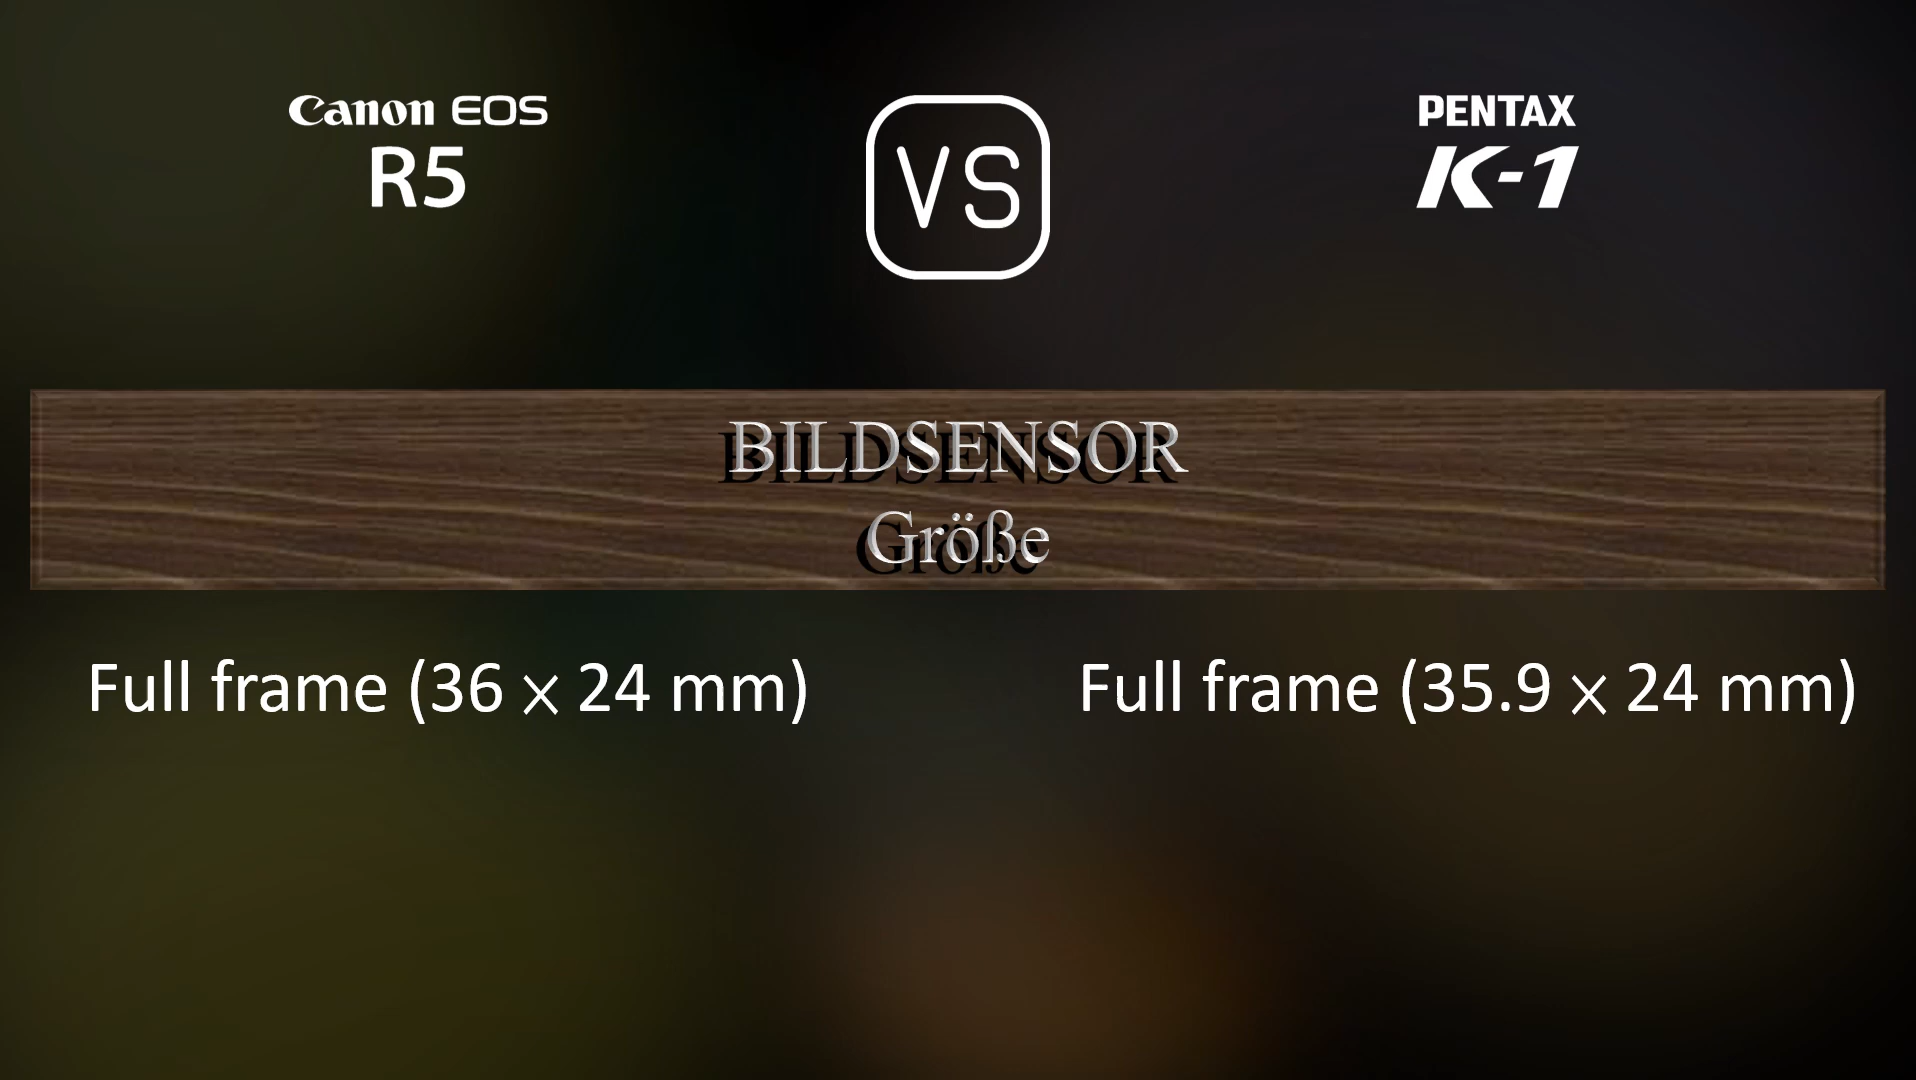 Canon EOS
R5
VS
PENTAX
K-1
BILDSENSOR
Größe
Full frame (36 x 24 mm)
Full frame (35.9 x 24 mm)